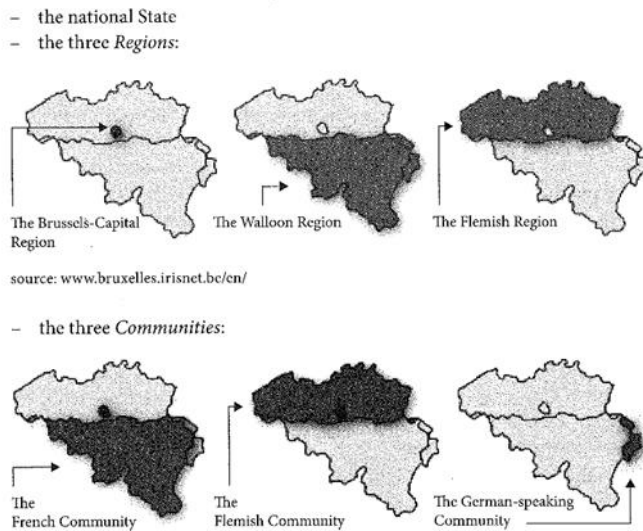 – the national State
– the three Regions:
The Brussels-Capital
Region
The Walloon Region
The Flemish Region
source: www.bruxelles.irisnet.be/en/
– the three Communities:
The
French Community
The
Flemish Community
The German-speaking
Community